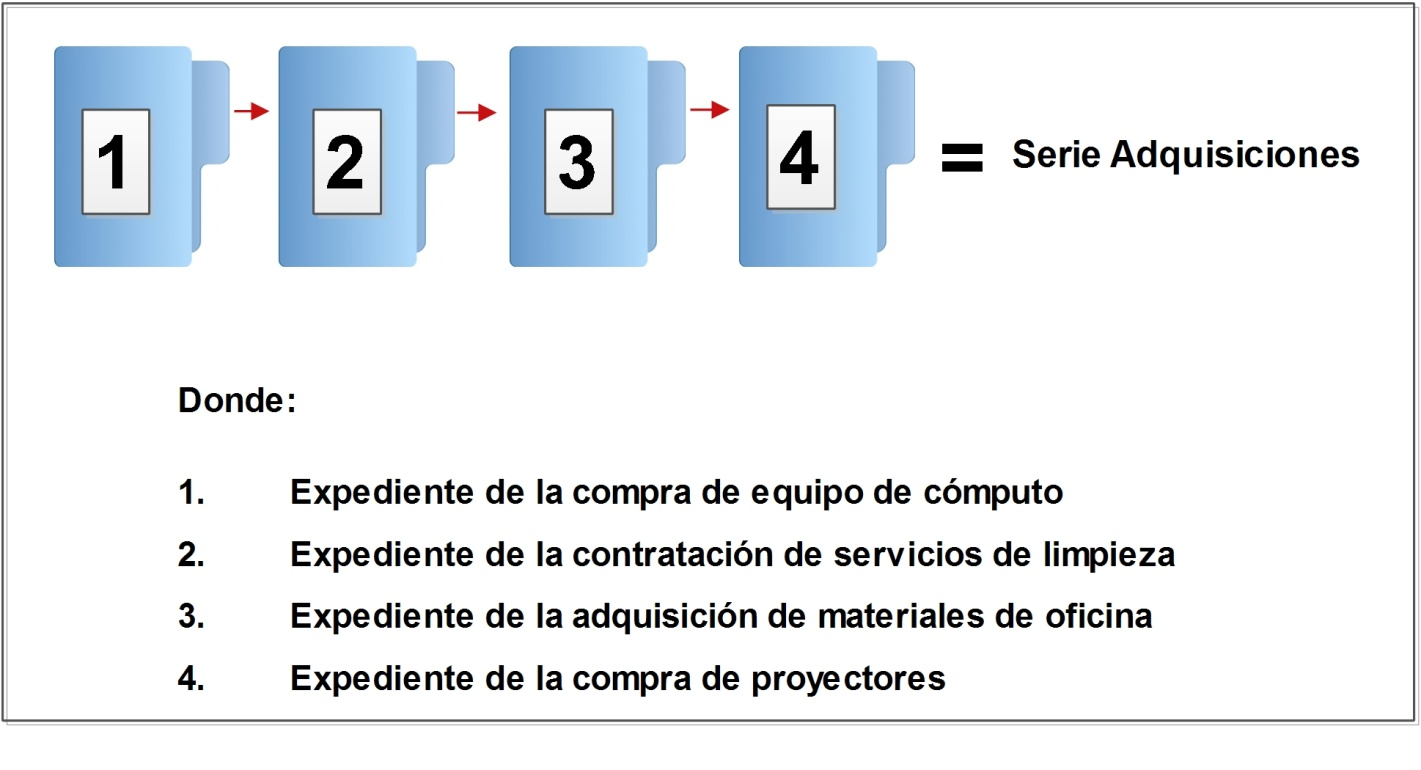 1 2 3 4 = Serie Adquisiciones
Donde:
1. Expediente de la compra de equipo de cómputo
2. Expediente de la contratación de servicios de limpieza
3. Expediente de la adquisición de materiales de oficina
4. Expediente de la compra de proyectores